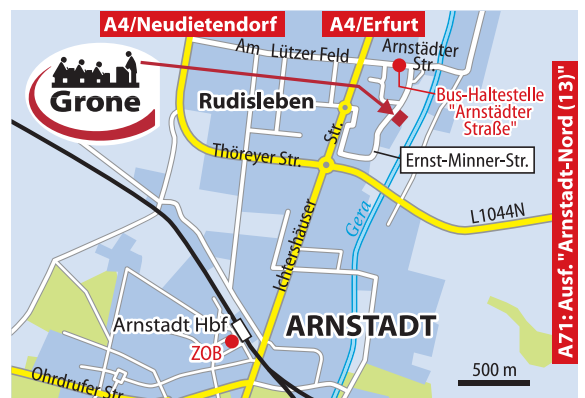 A4/Neudietendorf
A4/Erfurt
Am Lützer Feld
Arnstädter
Str.
Grone
Rudisleben
Bus-Haltestelle
"Arnstädter
Straße"
Str.
Thöreyer Str.
Ernst-Minner-Str.
Gera
L1044N
Ichtershäuser
A71: Ausf. "Arnstadt-Nord (13)"
Arnstadt Hbf
ARNSTADT
ZOB
500 m
Ohrdrufer Str.